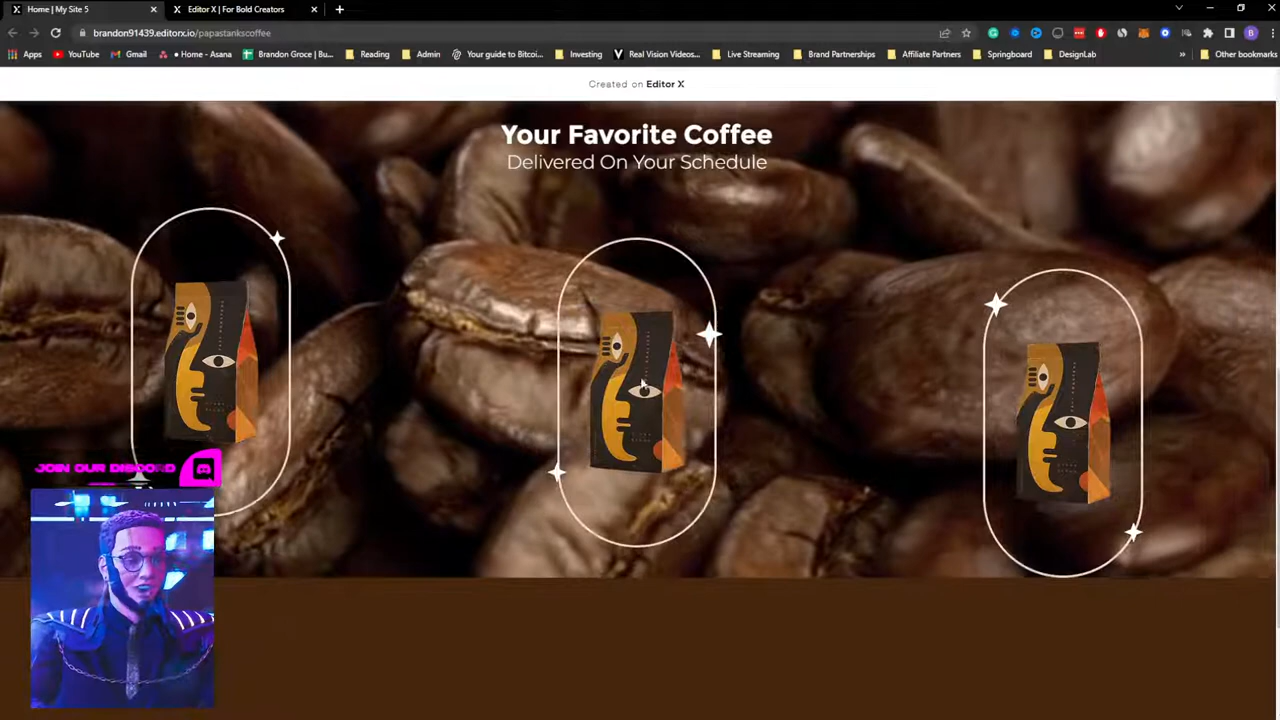 Home | My Site 5
Editor X | For Bold Creators
brandon91439.editorx.io/papastankscoffee
Apps
YouTube
Gmail
Home - Asana
Brandon Groce | Bu...
Reading
Admin
Your guide to Bitcoi...
Investing
Real Vision Videos...
Live Streaming
Brand Partnerships
Affiliate Partners
Springboard
DesignLab
Other bookmarks
Created on Editor X
Your Favorite Coffee
Delivered On Your Schedule
JOIN OUR DISCORD